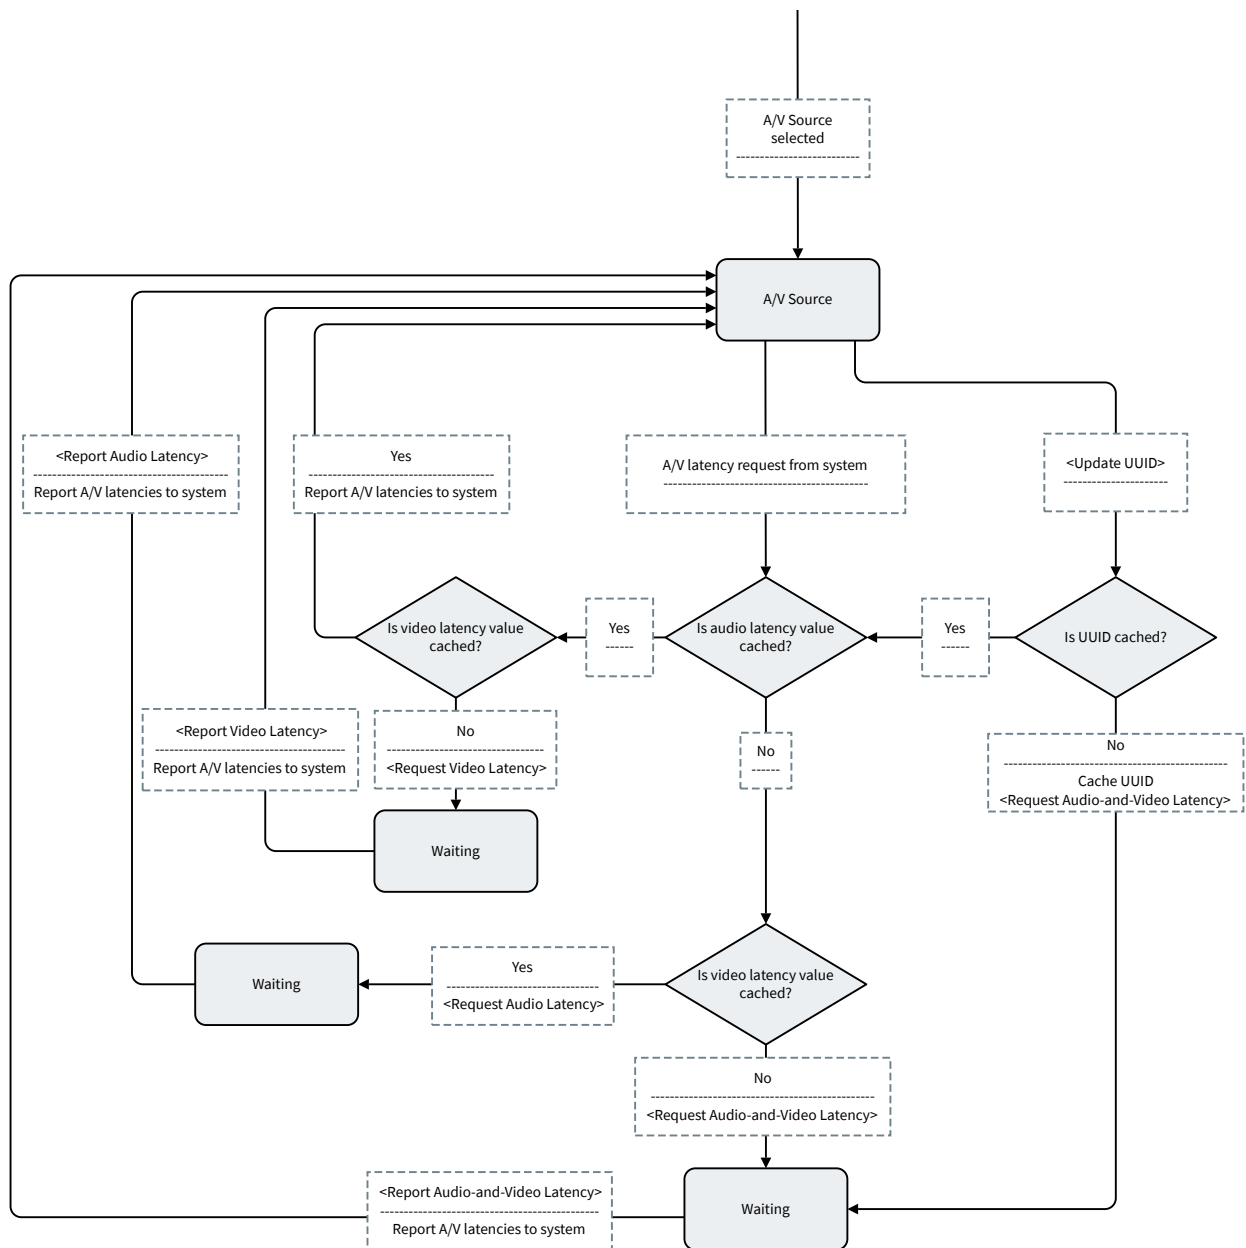 A/V Source
selected
---------------------------
A/V Source
<Report Audio Latency>
------------------------------------------
Report A/V latencies to system
Yes
----------------------------------------
Report A/V latencies to system
A/V latency request from system
--------------------------------------------
<Update UUID>
----------------------
Is video latency value
cached?
Yes
------
Is audio latency value
cached?
Yes
------
Is UUID cached?
<Report Video Latency>
-----------------------------------------
Report A/V latencies to system
No
----------------------------------
<Request Video Latency>
No
------
No
------------------------------------------------
Cache UUID
<Request Audio-and-Video Latency>
Waiting
Waiting
Yes
---------------------------------
<Request Audio Latency>
Is video latency value
cached?
No
------------------------------------------------
<Request Audio-and-Video Latency>
<Report Audio-and-Video Latency>
-----------------------------------------------
Report A/V latencies to system
Waiting